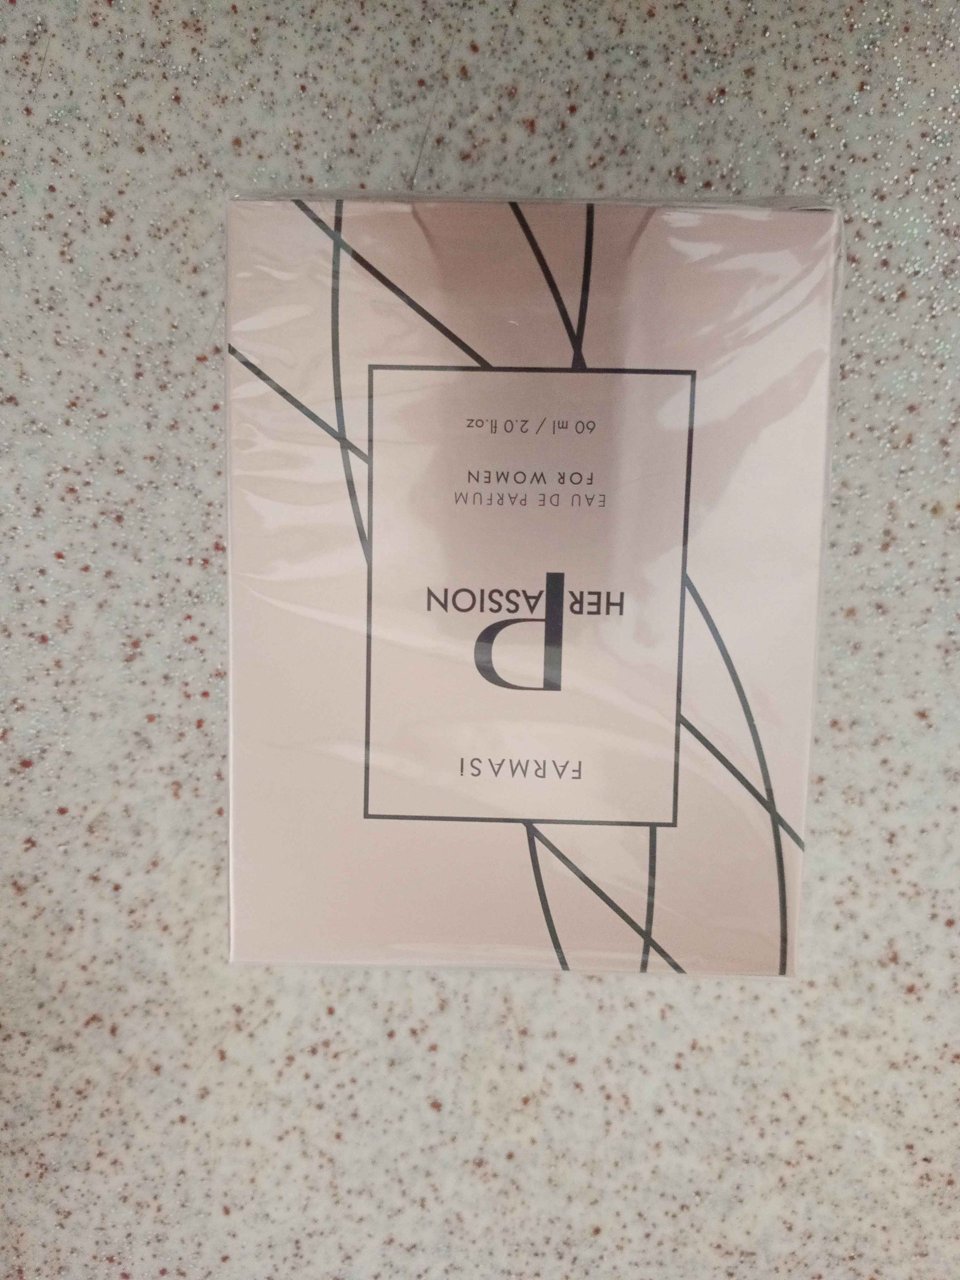 FARMASi
HER PASSION
EAU DE PARFUM
FOR WOMEN
60 ml / 2.0 fl.oz